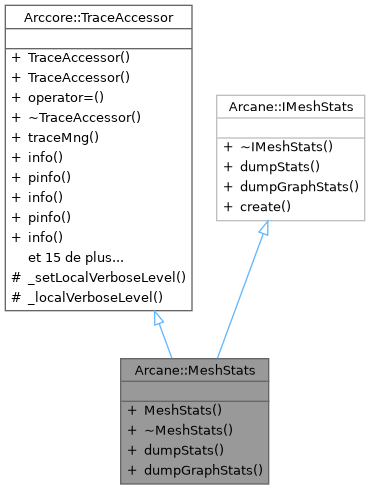 Arccore::TraceAccessor
+ TraceAccessor()
+ TraceAccessor()
+ operator=()
+ ~TraceAccessor()
+ traceMng()
+ info()
+ pinfo()
+ info()
+ pinfo()
+ info()
et 15 de plus...
# _setLocalVerboseLevel()
# _localVerboseLevel()
Arcane::IMeshStats
+ ~IMeshStats()
+ dumpStats()
+ dumpGraphStats()
+ create()
Arcane::MeshStats
+ MeshStats()
+ ~MeshStats()
+ dumpStats()
+ dumpGraphStats()